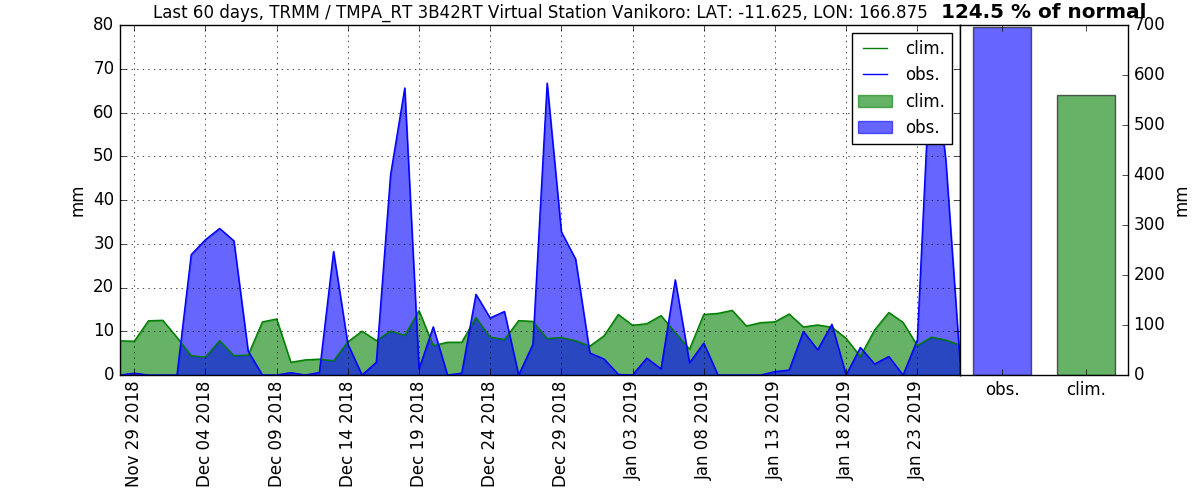 Last 60 days, TRMM / TMPA_RT 3B42RT Virtual Station Vanikoro: LAT: -11.625, LON: 166.875
124.5 % of normal
80
70
60
50
40
30
20
10
0
mm
clim.
obs.
clim.
obs.
700
600
500
400
300
200
100
0
mm
Nov 29 2018
Dec 04 2018
Dec 09 2018
Dec 14 2018
Dec 19 2018
Dec 24 2018
Dec 29 2018
Jan 03 2019
Jan 08 2019
Jan 13 2019
Jan 18 2019
Jan 23 2019
obs.
clim.